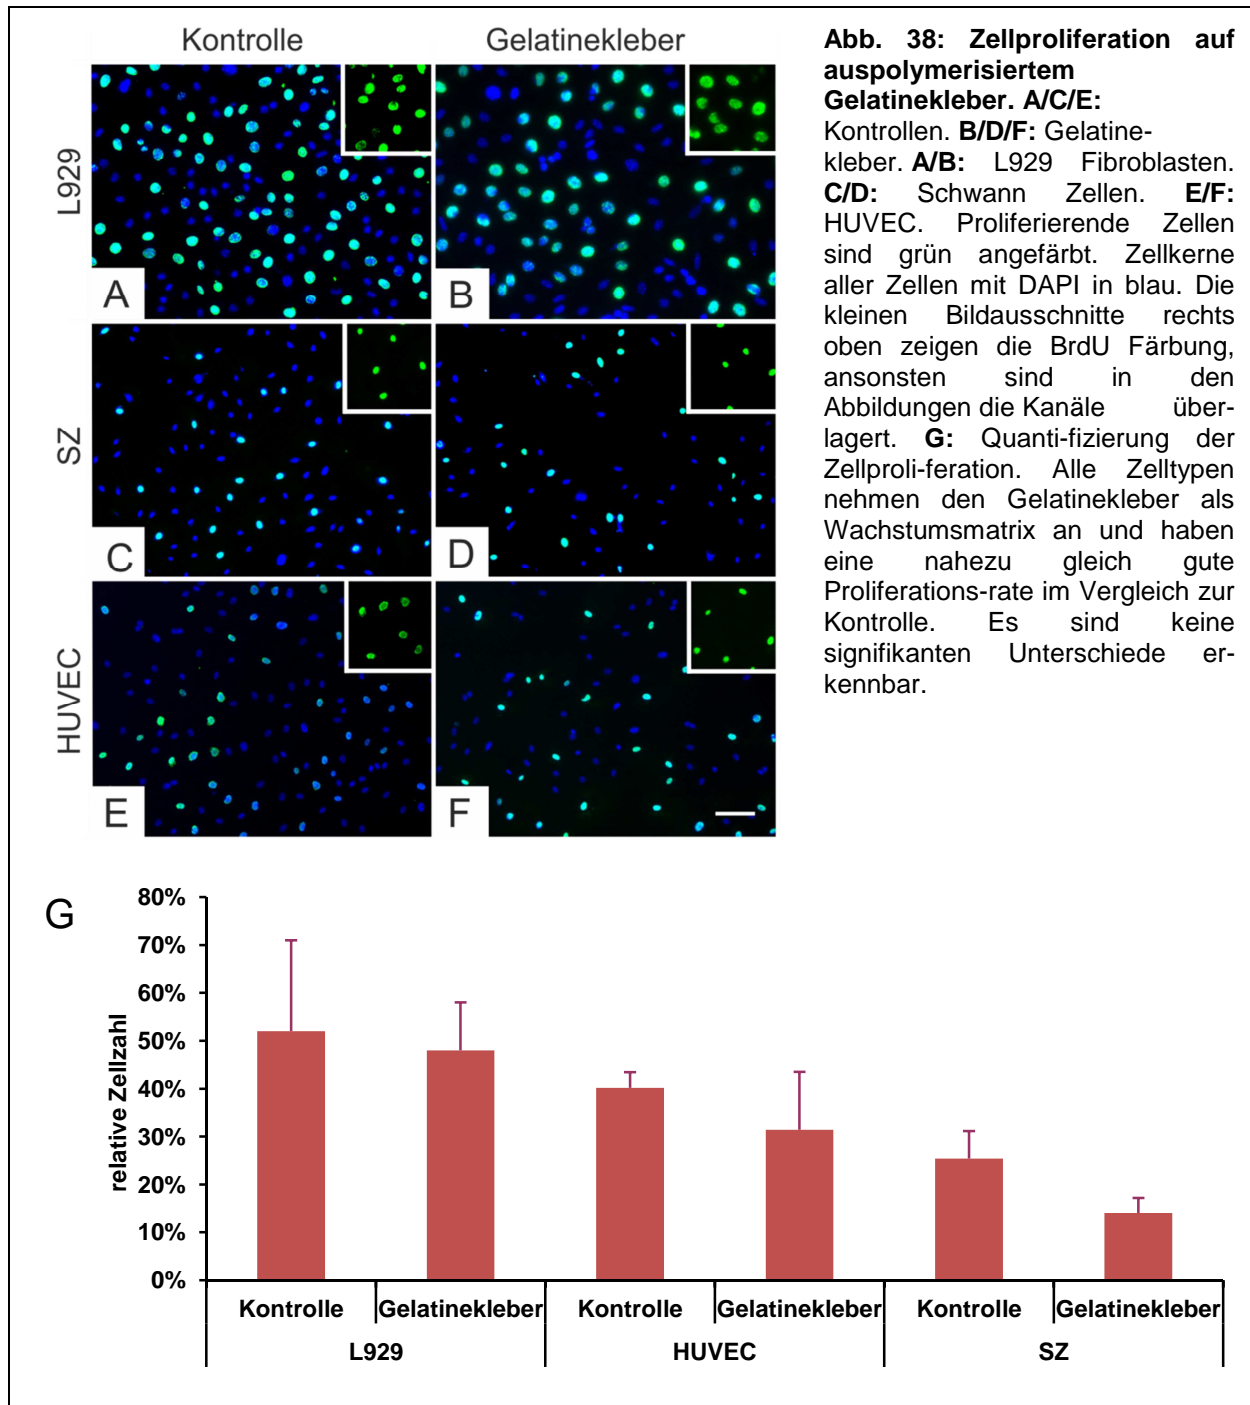 Kontrolle Gelatinekleber
L929
A
B
SZ
C
D
HUVEC
E
F
Abb. 38: Zellproliferation auf
auspolymerisiertem
Gelatinekleber. A/C/E:
Kontrollen. B/D/F: Gelatine-
kleber. A/B: L929 Fibroblasten.
C/D: Schwann Zellen. E/F:
HUVEC. Proliferierende Zellen
sind grün angefärbt. Zellkerne
aller Zellen mit DAPI in blau. Die
kleinen Bildausschnitte rechts
oben zeigen die BrdU Färbung,
ansonsten sind in den
Abbildungen die Kanäle über-
lagert. G: Quanti-fizierung der
Zellproli-feration. Alle Zelltypen
nehmen den Gelatinekleber als
Wachstumsmatrix an und haben
eine nahezu gleich gute
Proliferations-rate im Vergleich zur
Kontrolle. Es sind keine
signifikanten Unterschiede er-
kennbar.
G
relative Zellzahl
80%
70%
60%
50%
40%
30%
20%
10%
0%
Kontrolle Gelatinekleber Kontrolle Gelatinekleber Kontrolle Gelatinekleber
L929 HUVEC SZ